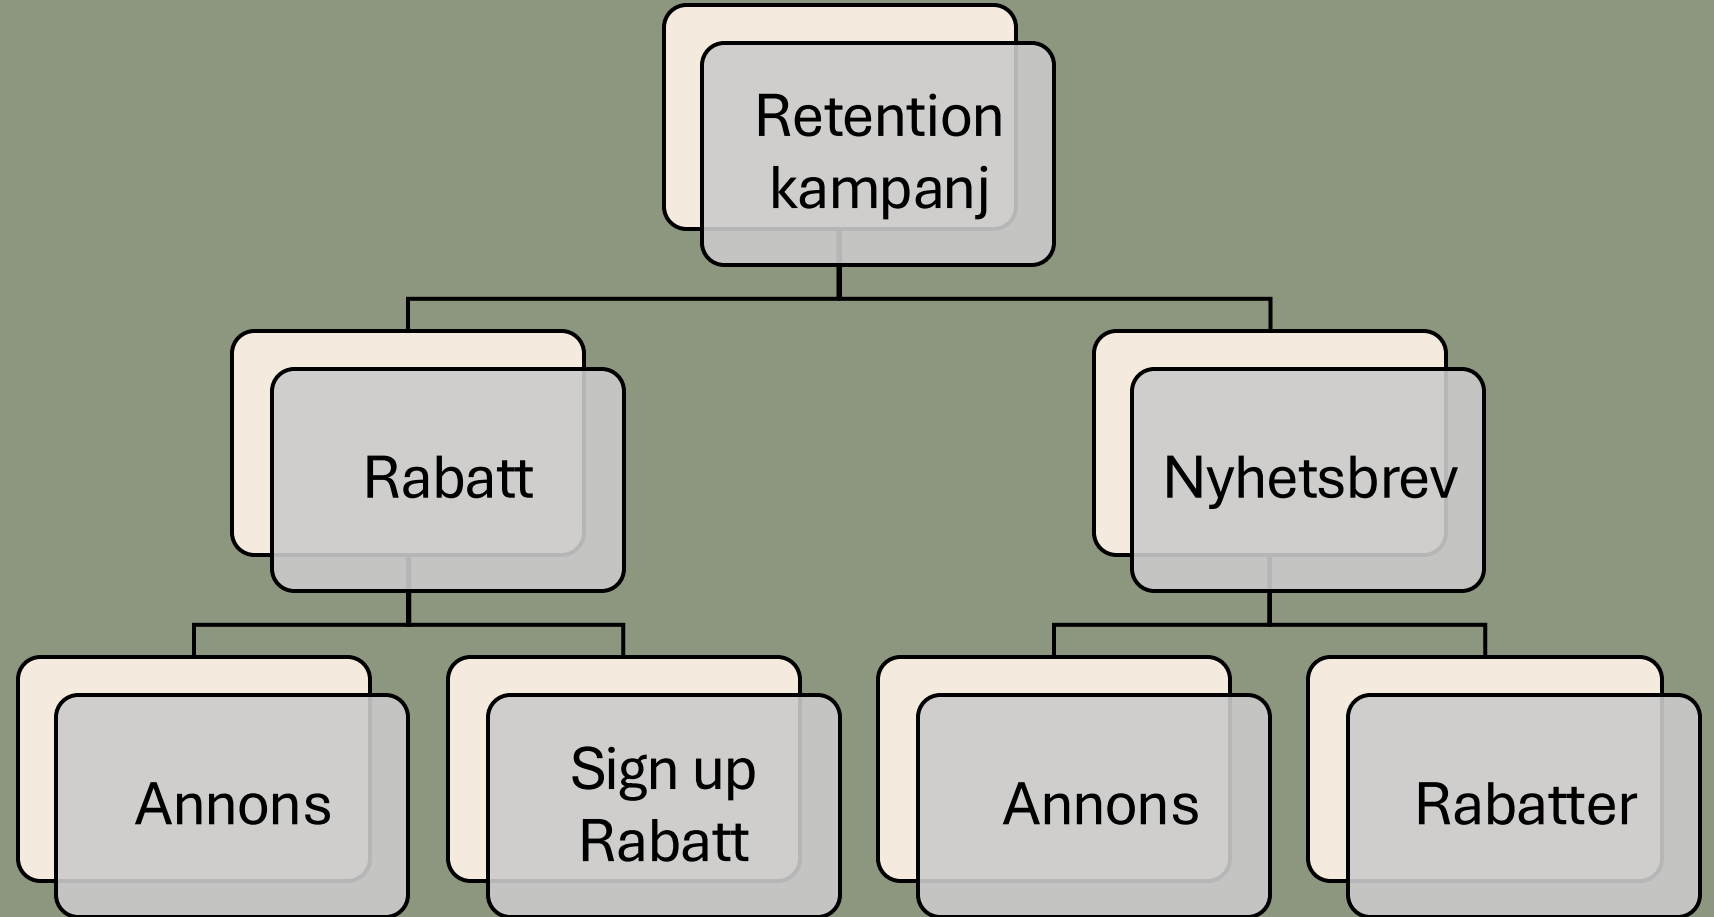 Retention
kampanj
Rabatt
Nyhetsbrev
Annons
Sign up
Rabatt
Annons
Rabatter